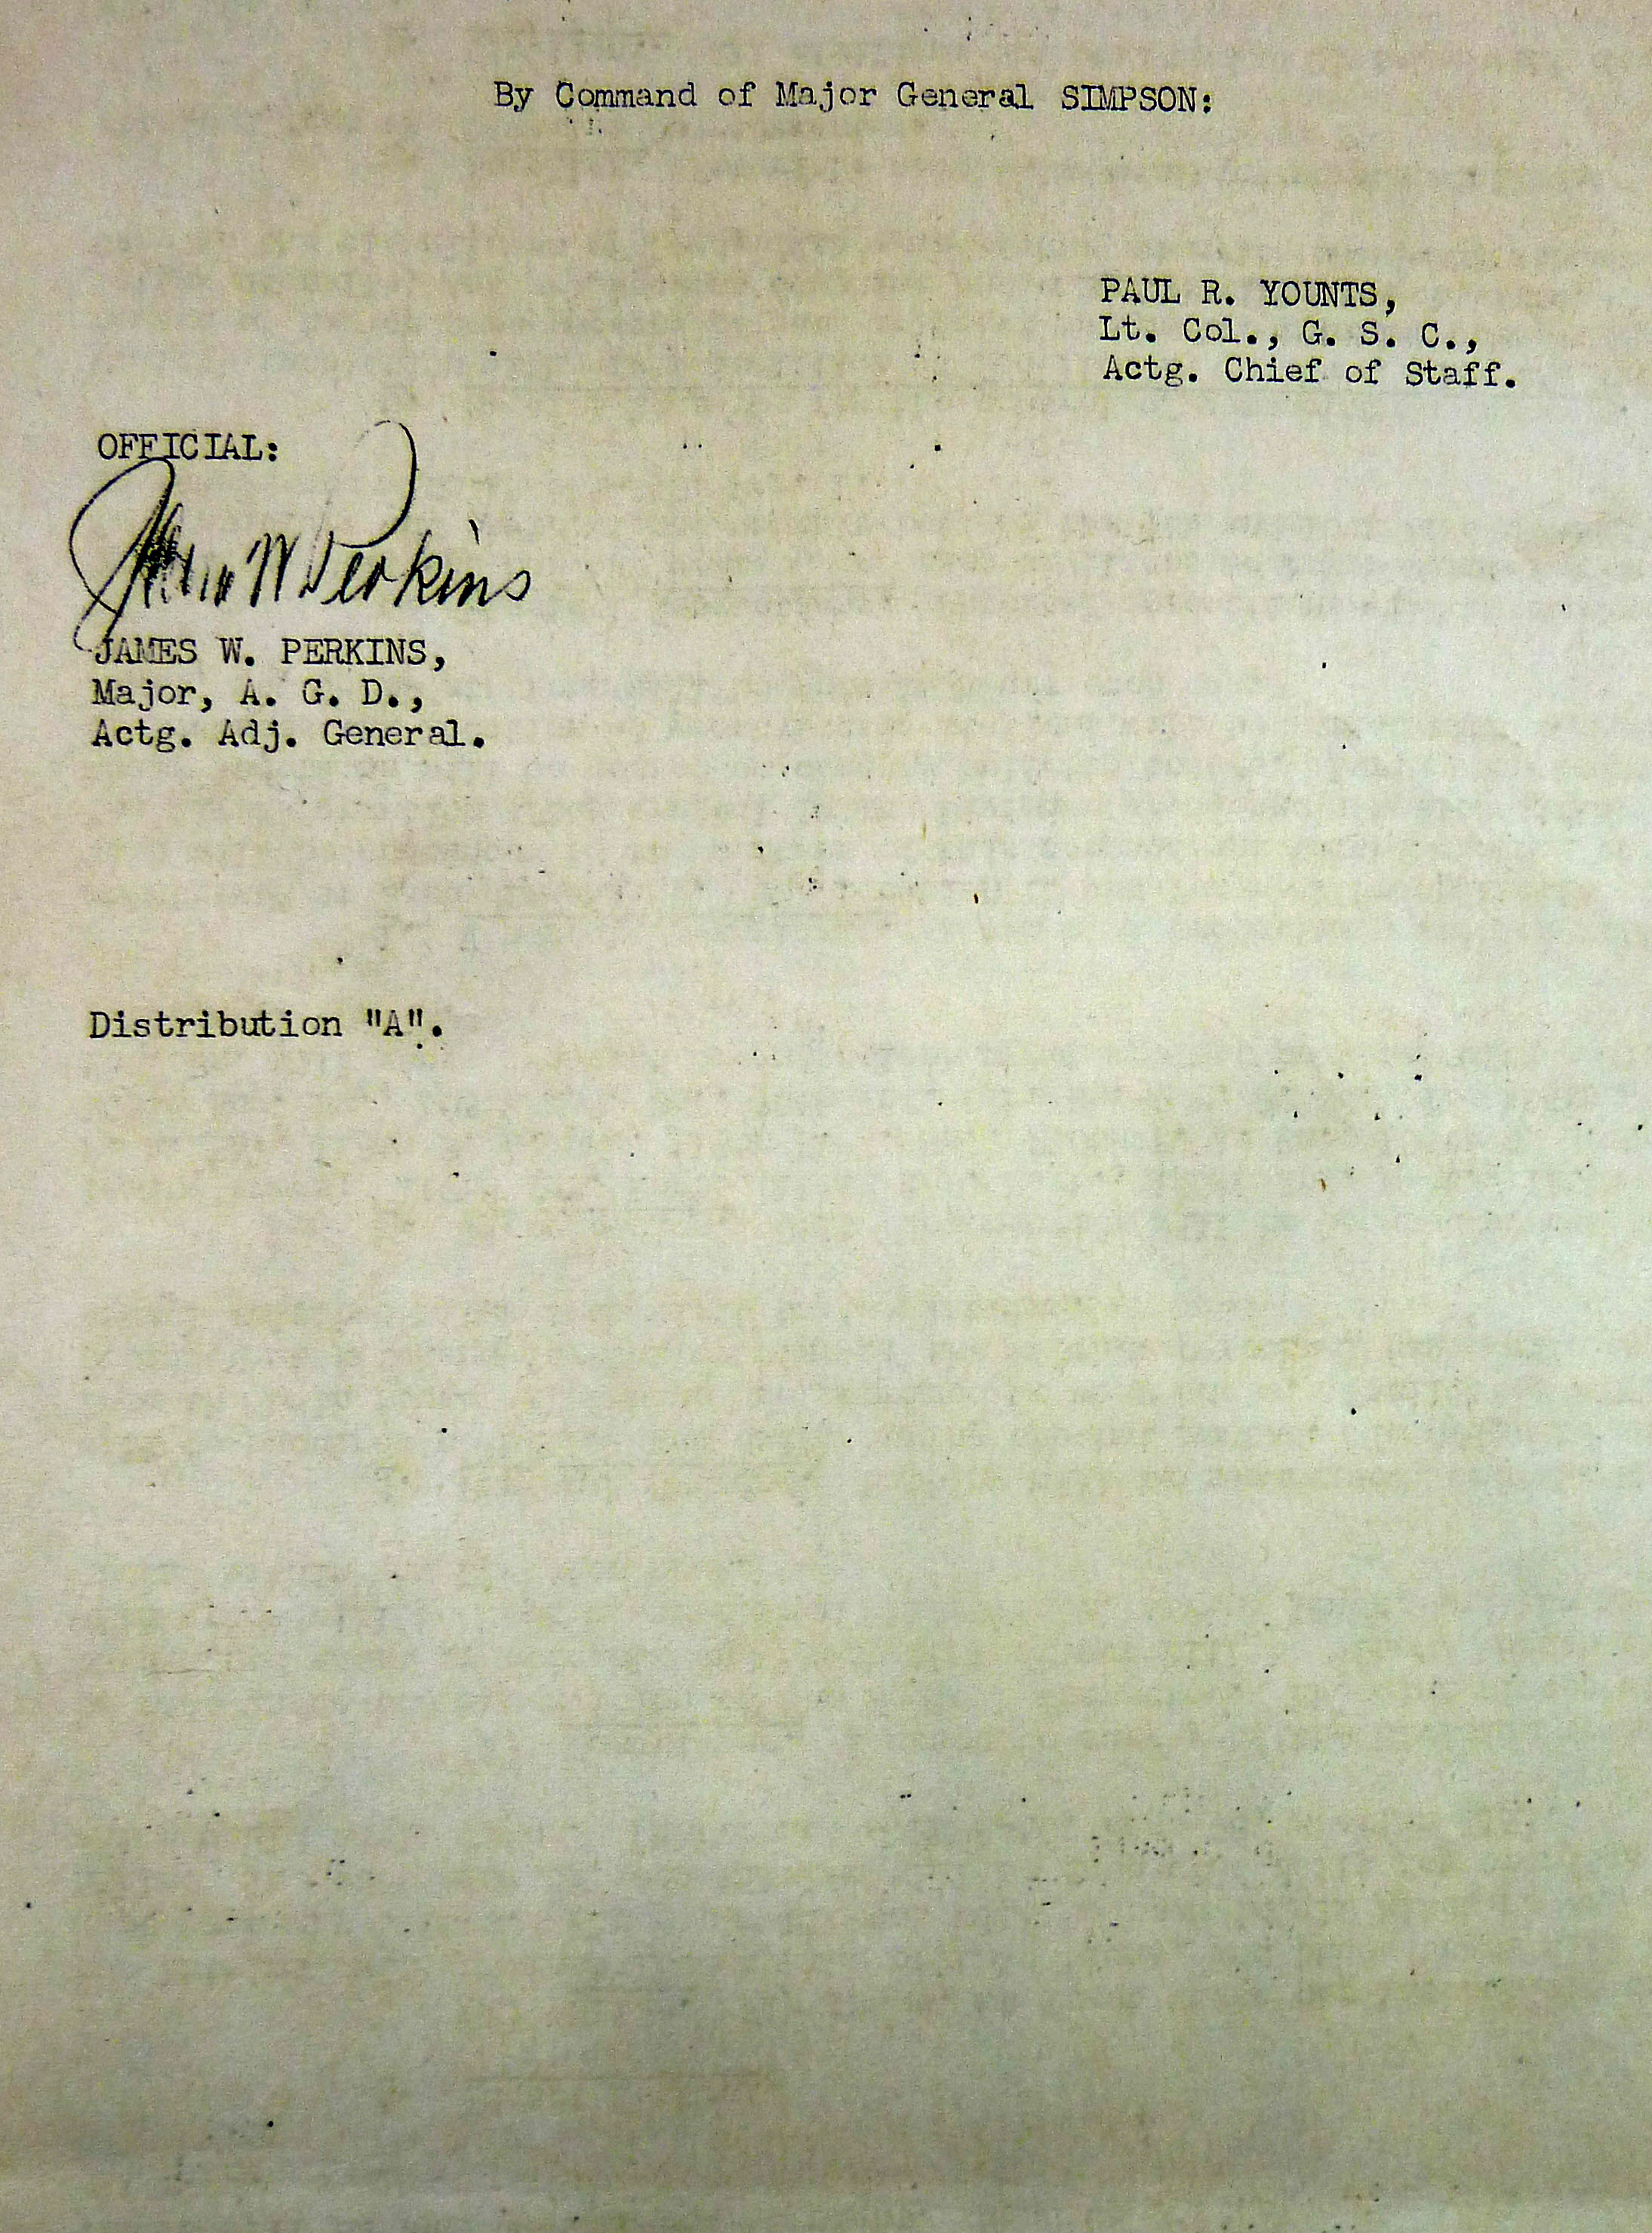 By Command of Major General SIMPSON:
PAUL R. YOUNTS,
Lt. Col., G. S. C.,
Actg. Chief of Staff.
OFFICIAL:
James W Perkins
JAMES W. PERKINS,
Major, A. G. D.,
Actg. Adj. General.
Distribution "A".